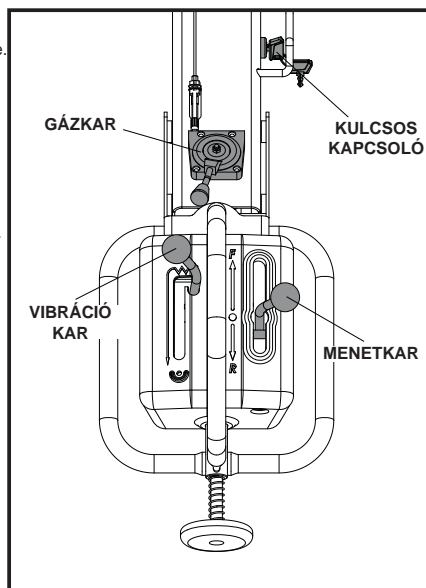 e.
GÁZKAR
KULCSOS
KAPCSOLÓ
F
VIBRÁCIÓ
KAR
MENETKAR
R